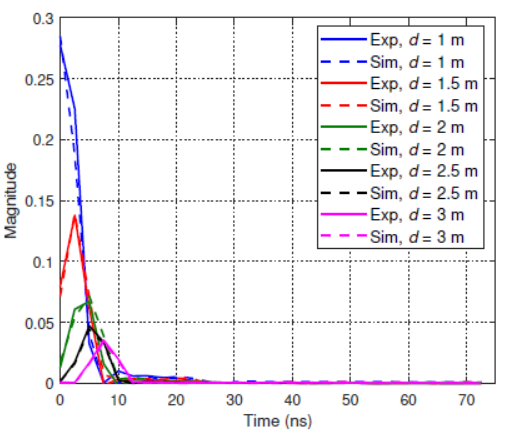 0.3
0.25
0.2
0.15
0.1
0.05
0
Magnitude
Exp, d = 1 m
Sim, d = 1 m
Exp, d = 1.5 m
Sim, d = 1.5 m
Exp, d = 2 m
Sim, d = 2 m
Exp, d = 2.5 m
Sim, d = 2.5 m
Exp, d = 3 m
Sim, d = 3 m
0 10 20 30 40 50 60 70
Time (ns)